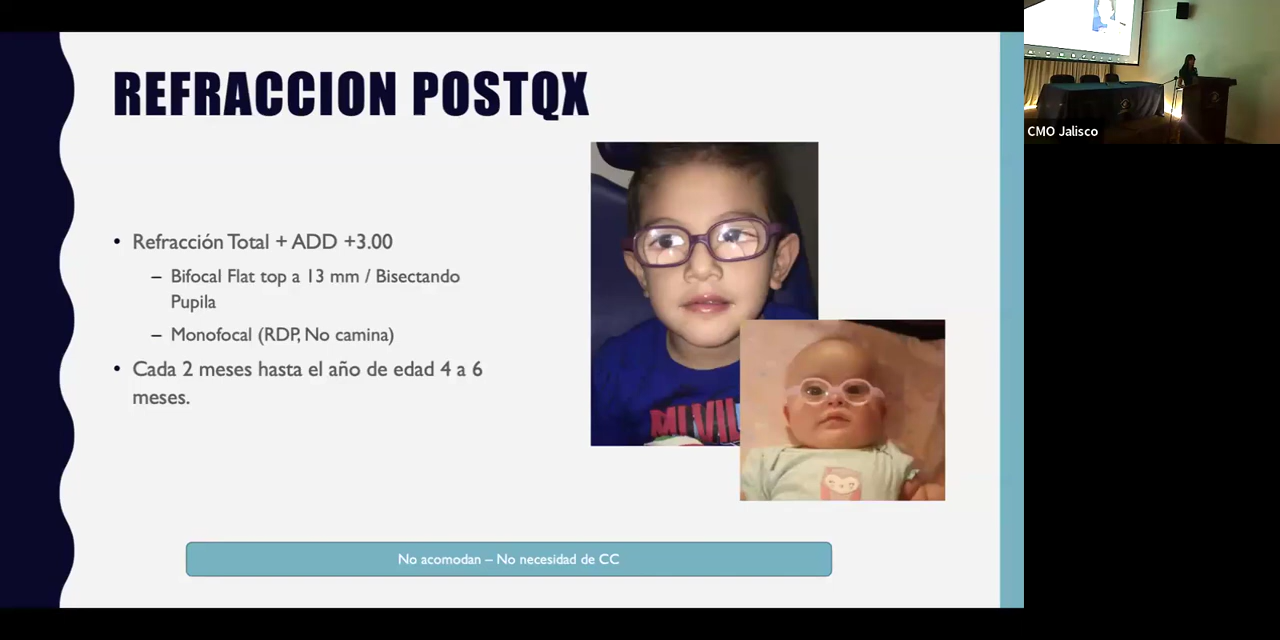 REFRACCION POSTQX
• Refracción Total + ADD +3.00
– Bifocal Flat top a 13 mm / Bisectando
Pupila
– Monofocal (RDP, No camina)
• Cada 2 meses hasta el año de edad 4 a 6
meses.
No acomodan – No necesidad de CC
CMO Jalisco